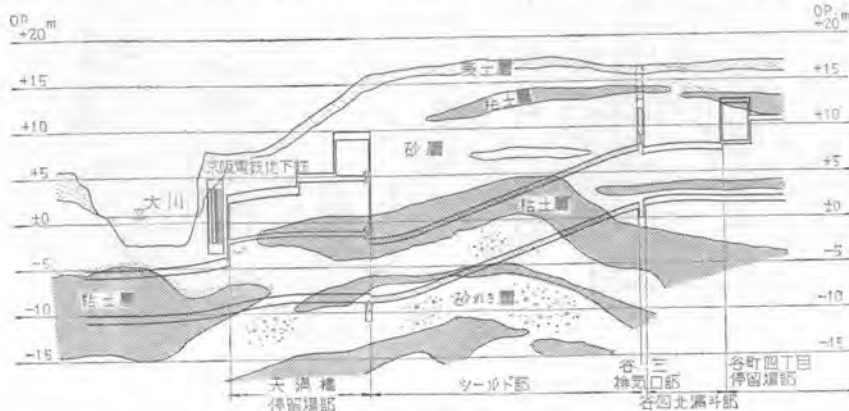 OP. m
+20
+15
+10
+5
±0
-5
-10
-15
OP. m
+20
+15
+10
+5
±0
-5
-10
-15
表土層
粘土層
砂層
京阪電鉄地下鉄
大川
粘土層
粘土層
砂れき層
天満橋
停留場部
シールド部
谷三
排気口部
谷四北漏斗部
谷町四丁目
停留場部